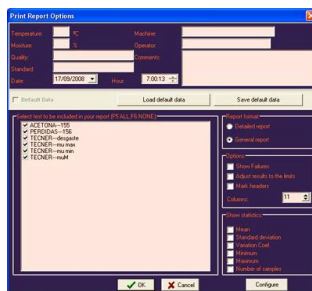 Print Report Options
Temperature: ºC Machine:
Moisture: % Operator:
Quality: Comments:
Standard
Date: 17/09/2008 Hour 7:00:13
Default Data Load default data Save default data
Select test to be included in your report (F5 ALL, F6 NONE)
ACETONA--155
PERDIDAS--156
TECNER--desgaste
TECNER--mu max
TECNER--mu min
TECNER--muM
Report format
Detailed report
General report
Options:
Show Failures
Adjust results to the limits
Mark headers
Columns: 11
Show statistics:
Mean
Standard deviation
Variation Coef.
Minimum
Maximum
Number of samples
OK Cancel Configure